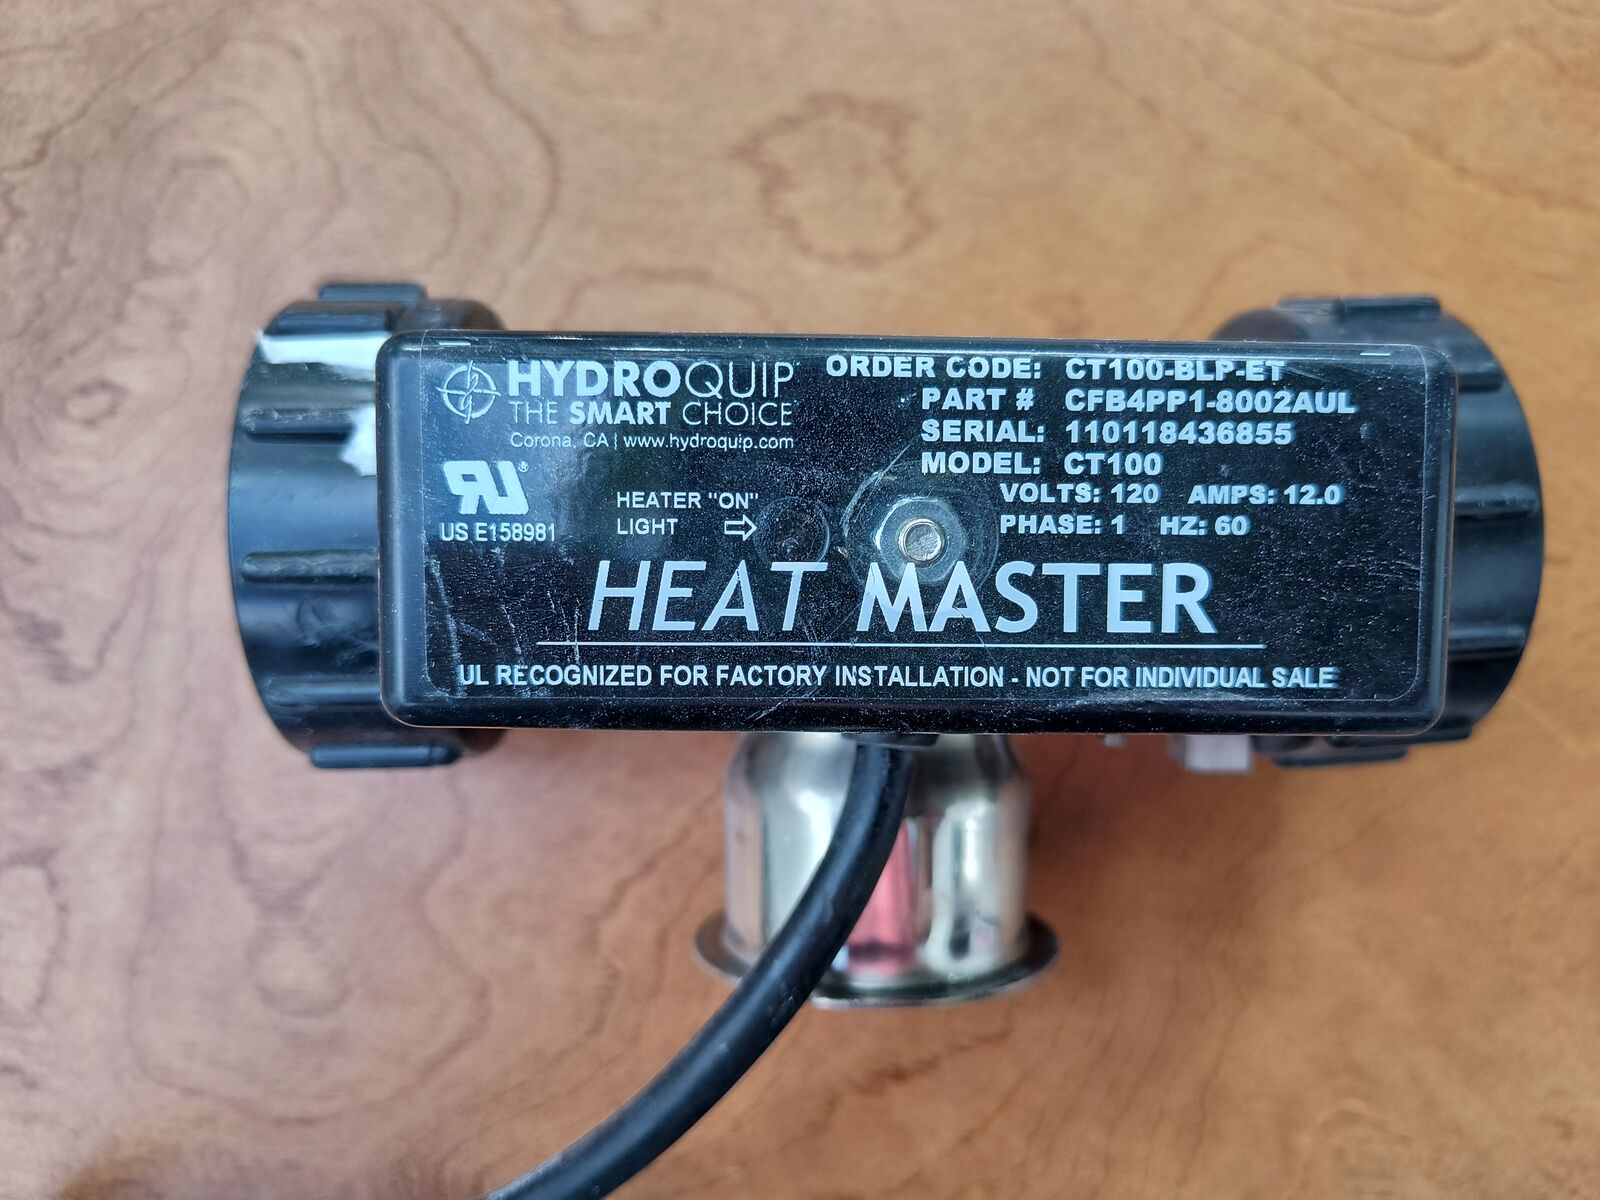 HYDROQUIP
THE SMART CHOICE
Corona, CA | www.hydroquip.com
US E158981
HEATER "ON"
LIGHT
ORDER CODE: CT100-BLP-ET
PART # CFB4PP1-8002AUL
SERIAL: 110118436855
MODEL: CT100
VOLTS: 120 AMPS: 12.0
PHASE: 1 HZ: 60
HEAT MASTER
UL RECOGNIZED FOR FACTORY INSTALLATION - NOT FOR INDIVIDUAL SALE